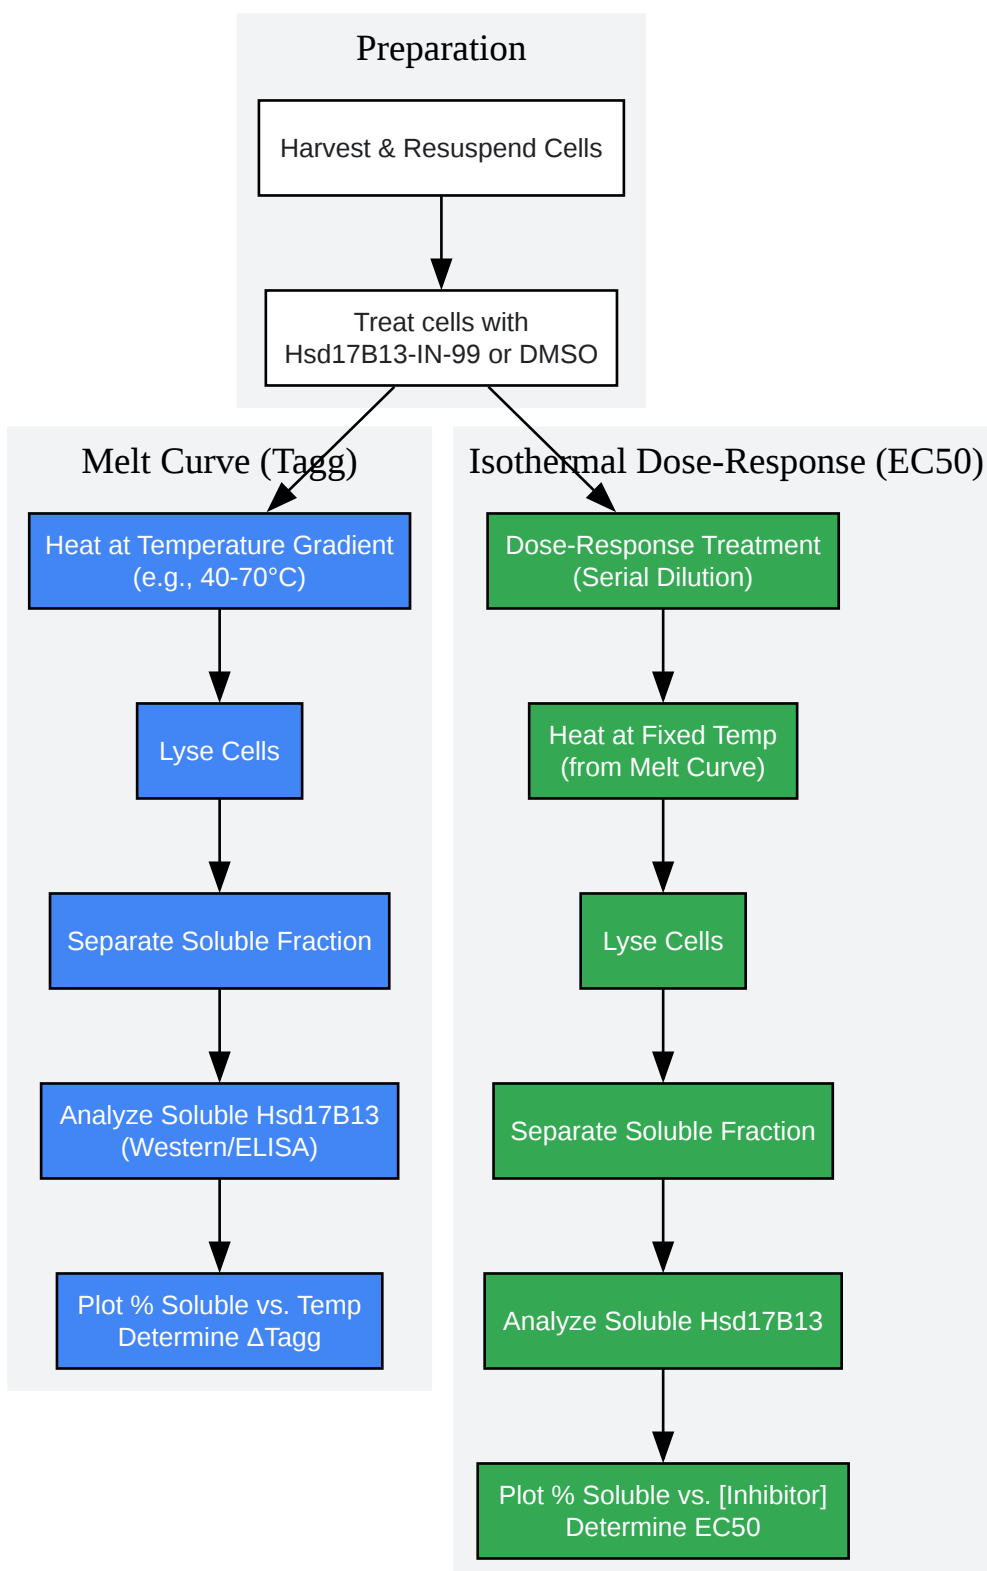 Preparation
Harvest & Resuspend Cells
Treat cells with
Hsd17B13-IN-99 or DMSO
Melt Curve (Tagg)
Heat at Temperature Gradient
(e.g., 40-70°C)
Lyse Cells
Separate Soluble Fraction
Analyze Soluble Hsd17B13
(Western/ELISA)
Plot % Soluble vs. Temp
Determine ΔTagg
Isothermal Dose-Response (EC50)
Dose-Response Treatment
(Serial Dilution)
Heat at Fixed Temp
(from Melt Curve)
Lyse Cells
Separate Soluble Fraction
Analyze Soluble Hsd17B13
Plot % Soluble vs. [Inhibitor]
Determine EC50